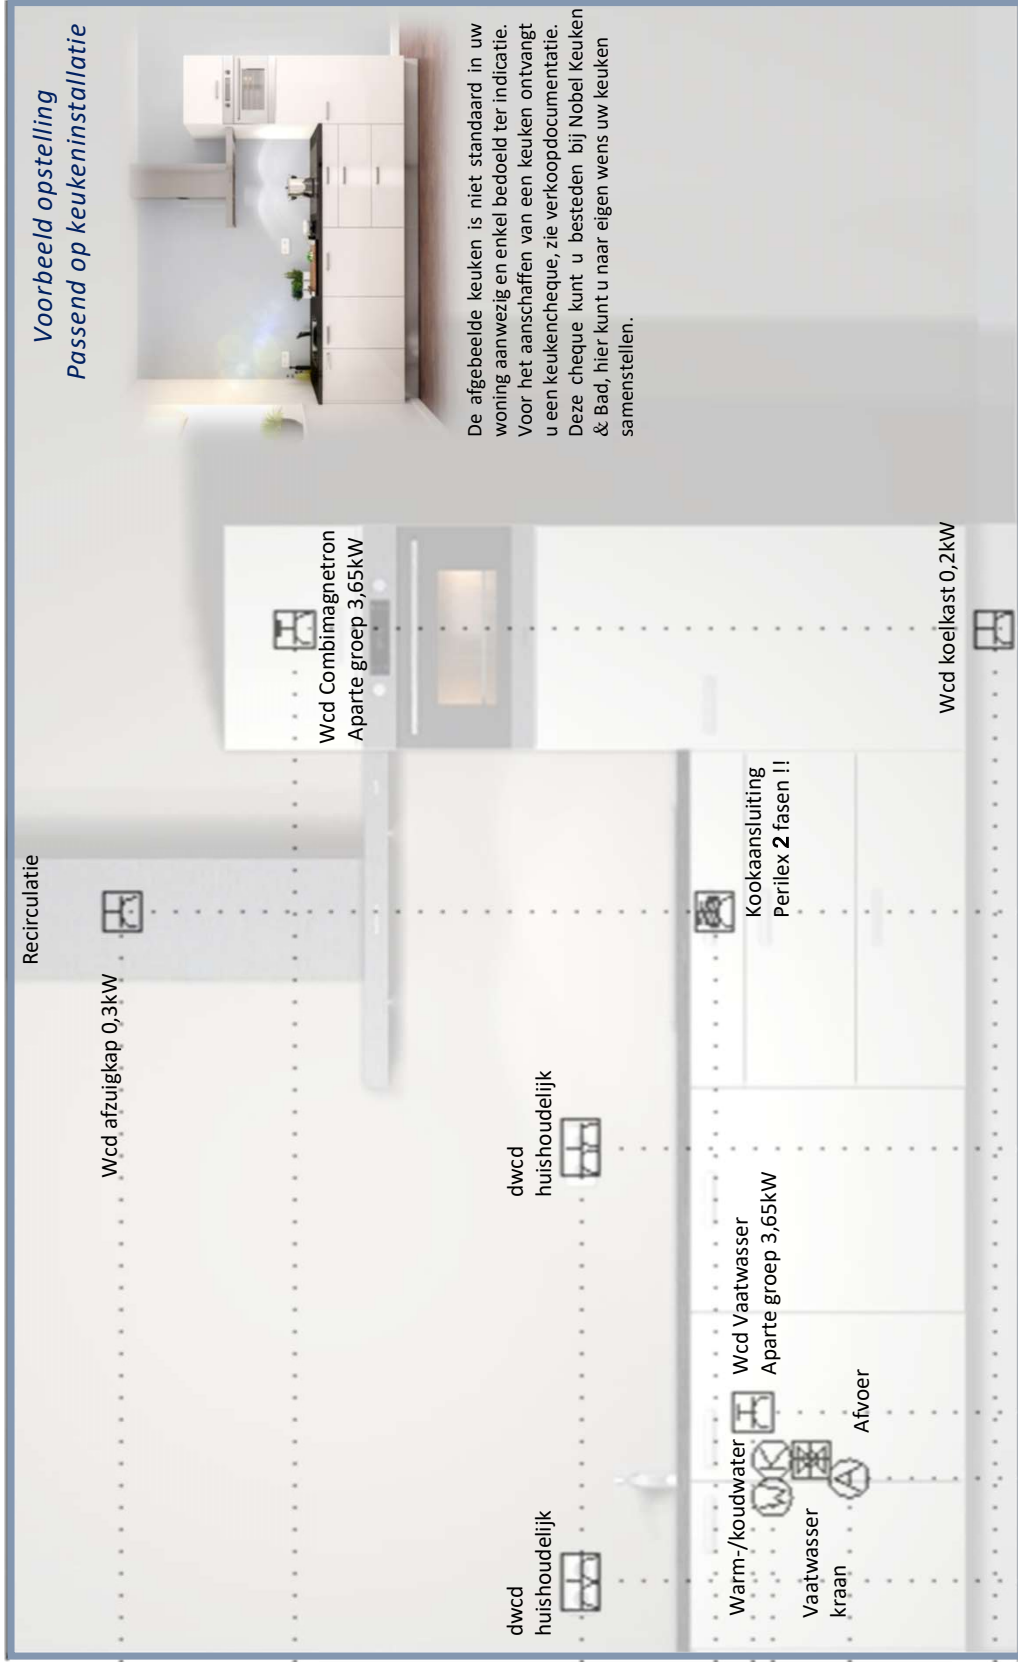 Voorbeeld opstelling
Passend op keukeninstallatie
De afgebeelde keuken is niet standaard in uw
woning aanwezig en enkel bedoeld ter indicatie.
Voor het aanschaffen van een keuken ontvangt
u een keukencheque, zie verkoopdocumentatie.
Deze cheque kunt u besteden bij Nobel Keuken
& Bad, hier kunt u naar eigen wens uw keuken
samenstellen.
Recirculatie
Wcd afzuigkap 0,3kW
Wcd Combimagnetron
Aparte groep 3,65kW
dwcd
huishoudelijk
dwcd
huishoudelijk
Kookaansluiting
Perilex 2 fasen !!
Wcd Vaatwasser
Aparte groep 3,65kW
Warm-/koudwater
W
K
Vaatwasser
kraan
A
Afvoer
Wcd koelkast 0,2kW